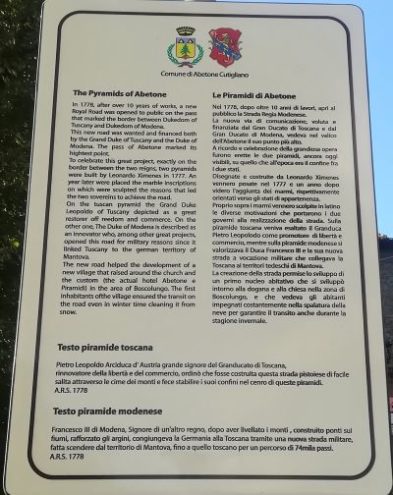 Comune di Abetone Cutigliano
The Pyramids of Abetone
In 1778, after over 10 years of works, a new
Royal Road was opened to public on the pass
that marked the border between Dukedom of
Tuscany and Dukedom of Modena.
This new road was wanted and financed both
by the Grand Duke of Tuscany and the Duke of
Modena. The pass of Abetone marked its
hightest point.
To celebrate this great project, exactly on the
border between the two reigns, two pyramids
were built by Leonardo Ximenes in 1777. An
year later were placed the marble inscriptions
on which were sculpted the reasons that led
the two sovereins to achieve the road.
On the tuscan pyramid the Grand Duke
Leopoldo of Tuscany depicted as a great
restorer off reedom and commerce. On the
other one, The Duke of Modena is described as
an innovator who, among other great projects,
opened this road for military reasons since it
linked Tuscany to the german territory of
Mantova.
The new road helped the development of a
new village that raised around the church and
the custom (the actual hotel Abetone e
Piramidi) in the area of Boscolungo. The first
inhabitants ofthe village ensured the transit on
the road even in winter time cleaning it from
snow.
Le Piramidi di Abetone
Nel 1778, dopo oltre 10 anni di lavori, aprì al
pubblico la Strada Regia Modenese.
La nuova via di comunicazione, voluta e
finanziata dal Gran Ducato di Toscana e dal
Gran Ducato di Modena, vedeva nel valico
dell'Abetone il suo punto più alto.
A ricordo e celebrazione della grandiosa opera
furono erette le due piramidi, ancora oggi
visibili, su quello che all'epoca era il confine fra
i due stati.
Disegnate e costruite da Leonardo Ximenes
vennero posate nel 1777 e un anno dopo
videro l'aggiunta dei marmi, rispettivamente
orientati verso gli stati di appartenenza.
Proprio sopra i marmi vennero scolpite in latino
le diverse motivazioni che portarono i due
governi alla realizzazione della strada. Sulla
piramide toscana veniva esaltato il Granduca
Pietro Leopoldo come promotore di libertà e
commercio, mentre sulla piramide modenese si
valorizzava il Duca Francesco III e la sua nuova
strada a vocazione militare che collegava la
Toscana ai territori tedeschi di Mantova.
La creazione della strada permise lo sviluppo di
un primo nucleo abitativo che si sviluppò
intorno alla dogana e alla chiesa nella zona di
Boscolungo, e che vedeva gli abitanti
impegnati costantemente nella spalatura della
neve per garantire il transito anche durante la
stagione invernale.
Testo piramide toscana
Pietro Leopoldo Arciduca d' Austria grande signore del Granducato di Toscana,
rinnovatore della libertà e del commercio, ordinò che fosse costruita questa strada pistoiese di facile
salita attraverso le cime dei monti e fece stabilire i suoi confini nel cenro di queste piramidi.
A.R.S. 1778
Testo piramide modenese
Francesco III di Modena, Signore di un'altro regno, dopo aver livellato i monti , construito ponti sui
fiumi, rafforzato gli argini, congiungeva la Germania alla Toscana tramite una nuova strada militare,
fatta scendere dal territorio di Mantova, fino a quello toscano per un percorso di 74mila passi.
A.R.S. 1778